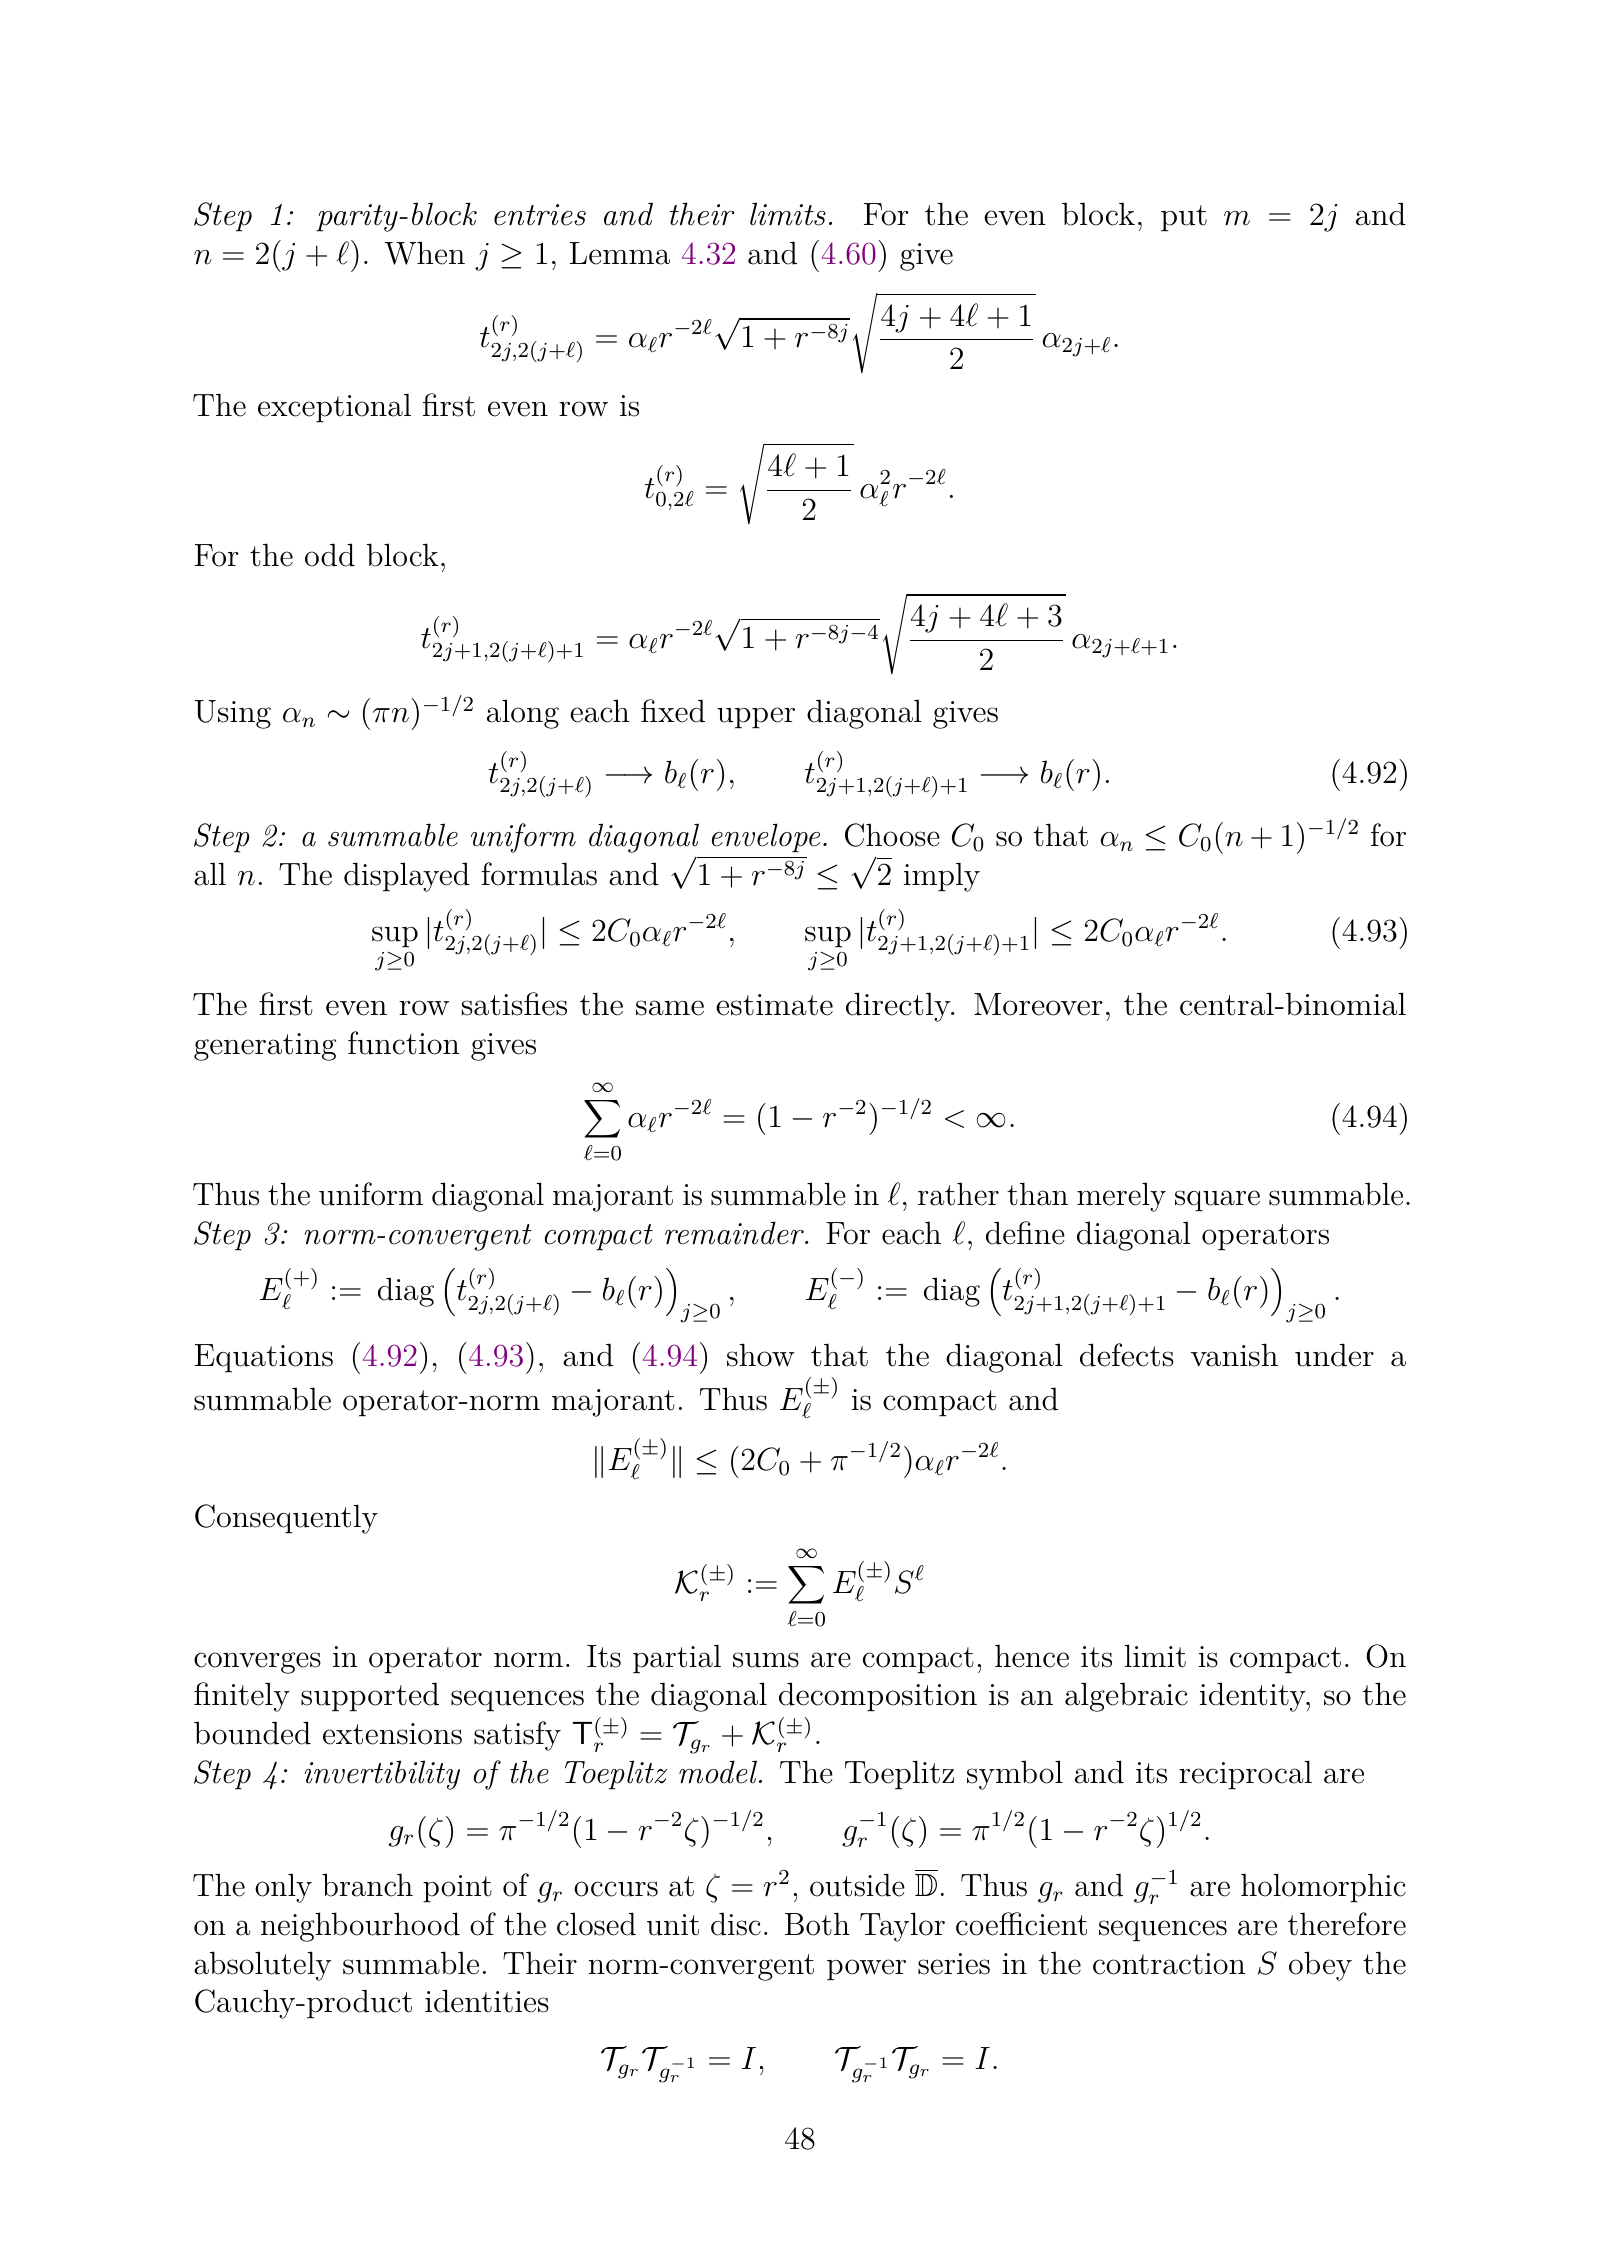 Step 1: parity-block entries and their limits. For the even block, put $m = 2j$ and
$n = 2(j + \ell)$. When $j \geq 1$, Lemma 4.32 and (4.60) give
$t^{(r)}_{2j,2(j+\ell)} = \alpha_\ell r^{-2\ell} \sqrt{1 + r^{-8j}} \sqrt{\frac{4j + 4\ell + 1}{2}} \, \alpha_{2j+\ell}.$
The exceptional first even row is
$t^{(r)}_{0,2\ell} = \sqrt{\frac{4\ell + 1}{2}} \, \alpha_\ell^2 r^{-2\ell}.$
For the odd block,
$t^{(r)}_{2j+1,2(j+\ell)+1} = \alpha_\ell r^{-2\ell} \sqrt{1 + r^{-8j-4}} \sqrt{\frac{4j + 4\ell + 3}{2}} \, \alpha_{2j+\ell+1}.$
Using $\alpha_n \sim (\pi n)^{-1/2}$ along each fixed upper diagonal gives
$t^{(r)}_{2j,2(j+\ell)} \longrightarrow b_\ell(r), \qquad t^{(r)}_{2j+1,2(j+\ell)+1} \longrightarrow b_\ell(r).$ (4.92)
Step 2: a summable uniform diagonal envelope. Choose $C_0$ so that $\alpha_n \leq C_0(n + 1)^{-1/2}$ for
all $n$. The displayed formulas and $\sqrt{1 + r^{-8j}} \leq \sqrt{2}$ imply
$\sup_{j \geq 0} |t^{(r)}_{2j,2(j+\ell)}| \leq 2C_0 \alpha_\ell r^{-2\ell}, \qquad \sup_{j \geq 0} |t^{(r)}_{2j+1,2(j+\ell)+1}| \leq 2C_0 \alpha_\ell r^{-2\ell}.$ (4.93)
The first even row satisfies the same estimate directly. Moreover, the central-binomial
generating function gives
$\sum_{\ell=0}^{\infty} \alpha_\ell r^{-2\ell} = (1 - r^{-2})^{-1/2} < \infty.$ (4.94)
Thus the uniform diagonal majorant is summable in $\ell$, rather than merely square summable.
Step 3: norm-convergent compact remainder. For each $\ell$, define diagonal operators
$E_\ell^{(+)} := \operatorname{diag} \left( t^{(r)}_{2j,2(j+\ell)} - b_\ell(r) \right)_{j \geq 0}, \qquad E_\ell^{(-)} := \operatorname{diag} \left( t^{(r)}_{2j+1,2(j+\ell)+1} - b_\ell(r) \right)_{j \geq 0}.$
Equations (4.92), (4.93), and (4.94) show that the diagonal defects vanish under a
summable operator-norm majorant. Thus $E_\ell^{(\pm)}$ is compact and
$\|E_\ell^{(\pm)}\| \leq (2C_0 + \pi^{-1/2}) \alpha_\ell r^{-2\ell}.$
Consequently
$\mathcal{K}_r^{(\pm)} := \sum_{\ell=0}^{\infty} E_\ell^{(\pm)} S^\ell$
converges in operator norm. Its partial sums are compact, hence its limit is compact. On
finitely supported sequences the diagonal decomposition is an algebraic identity, so the
bounded extensions satisfy $\mathsf{T}_r^{(\pm)} = \mathcal{T}_{g_r} + \mathcal{K}_r^{(\pm)}$.
Step 4: invertibility of the Toeplitz model. The Toeplitz symbol and its reciprocal are
$g_r(\zeta) = \pi^{-1/2}(1 - r^{-2}\zeta)^{-1/2}, \qquad g_r^{-1}(\zeta) = \pi^{1/2}(1 - r^{-2}\zeta)^{1/2}.$
The only branch point of $g_r$ occurs at $\zeta = r^2$, outside $\overline{\mathbb{D}}$. Thus $g_r$ and $g_r^{-1}$ are holomorphic
on a neighbourhood of the closed unit disc. Both Taylor coefficient sequences are therefore
absolutely summable. Their norm-convergent power series in the contraction $S$ obey the
Cauchy-product identities
$\mathcal{T}_{g_r} \mathcal{T}_{g_r^{-1}} = I, \qquad \mathcal{T}_{g_r^{-1}} \mathcal{T}_{g_r} = I.$
48